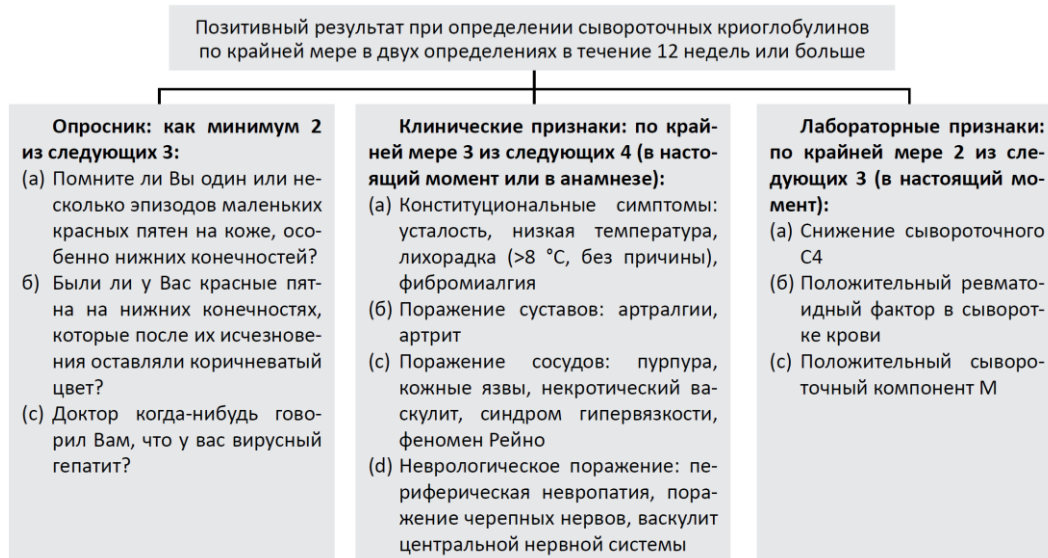 Позитивный результат при определении сывороточных криоглобулинов
по крайней мере в двух определениях в течение 12 недель или больше
Опросник: как минимум 2
из следующих 3:
(а) Помните ли Вы один или не-
сколько эпизодов маленьких
красных пятен на коже, осо-
бенно нижних конечностей?
б) Были ли у Вас красные пят-
на на нижних конечностях,
которые после их исчезнове-
ния оставляли коричневатый
цвет?
(с) Доктор когда-нибудь гово-
рил Вам, что у вас вирусный
гепатит?
Клинические признаки: по край-
ней мере 3 из следующих 4 (в насто-
ящий момент или в анамнезе):
(а) Конституциональные симптомы:
усталость, низкая температура,
лихорадка (>8 °C, без причины),
фибромиалгия
(б) Поражение суставов: артралгии,
артрит
(с) Поражение сосудов: пурпура,
кожные язвы, некротический ва-
скулит, синдром гипервязкости,
феномен Рейно
(d) Неврологическое поражение: пе-
риферическая невропатия, пора-
жение черепных нервов, васкулит
центральной нервной системы
Лабораторные признаки:
по крайней мере 2 из сле-
дующих 3 (в настоящий мо-
мент):
(а) Снижение сывороточного
С4
(б) Положительный ревмато-
идный фактор в сыворот-
ке крови
(с) Положительный сыворо-
точный компонент М